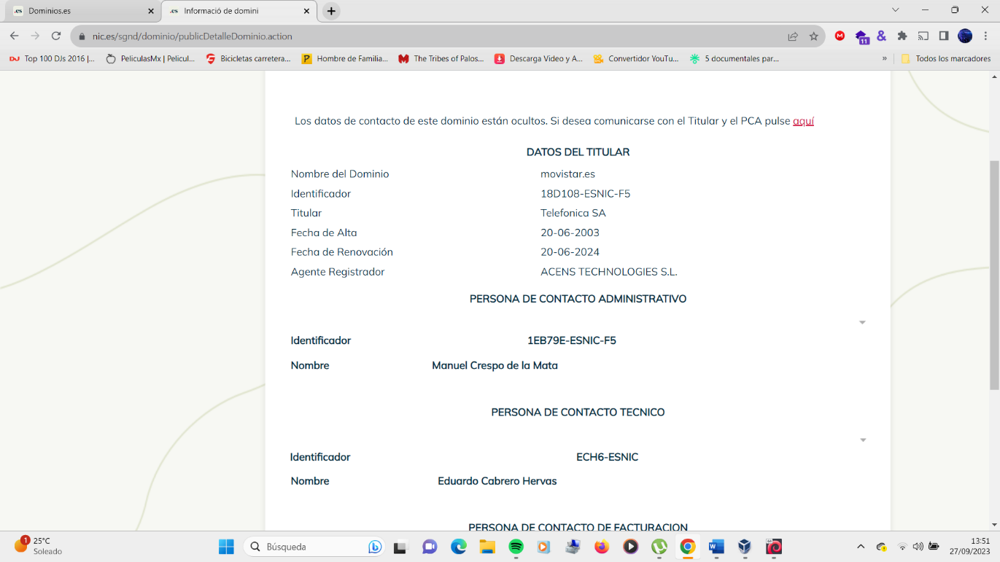 Dominios.es
Informació de domini
nic.es/sgnd/dominio/publicDetalleDominio.action
11
Top 100 DJs 2016 |...
PeliculasMx | Pelicul...
Bicicletas carretera...
Hombre de Familia...
The Tribes of Palos...
Descarga Video y A...
Convertidor YouTu...
5 documentales par...
»
Todos los marcadores
Los datos de contacto de este dominio están ocultos. Si desea comunicarse con el Titular y el PCA pulse aquí
DATOS DEL TITULAR
Nombre del Dominio movistar.es
Identificador 18D108-ESNIC-F5
Titular Telefonica SA
Fecha de Alta 20-06-2003
Fecha de Renovación 20-06-2024
Agente Registrador ACENS TECHNOLOGIES S.L.
PERSONA DE CONTACTO ADMINISTRATIVO
Identificador 1EB79E-ESNIC-F5
Nombre Manuel Crespo de la Mata
PERSONA DE CONTACTO TECNICO
Identificador ECH6-ESNIC
Nombre Eduardo Cabrero Hervas
PERSONA DE CONTACTO DE FACTURACION
1
25°C
Soleado
Búsqueda
13:51
27/09/2023